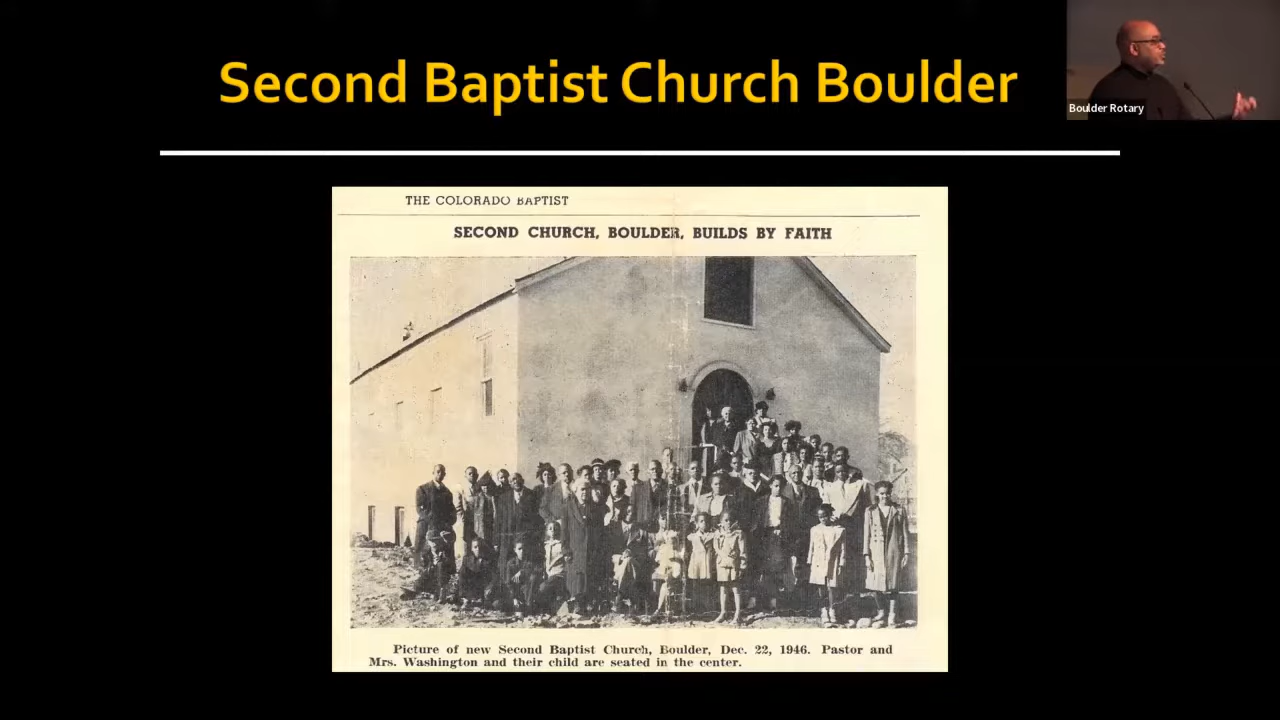 Second Baptist Church Boulder
Boulder Rotary
THE COLORADO BAPTIST
SECOND CHURCH, BOULDER, BUILDS BY FAITH
Picture of new Second Baptist Church, Boulder, Dec. 22, 1946. Pastor and
Mrs. Washington and their child are seated in the center.